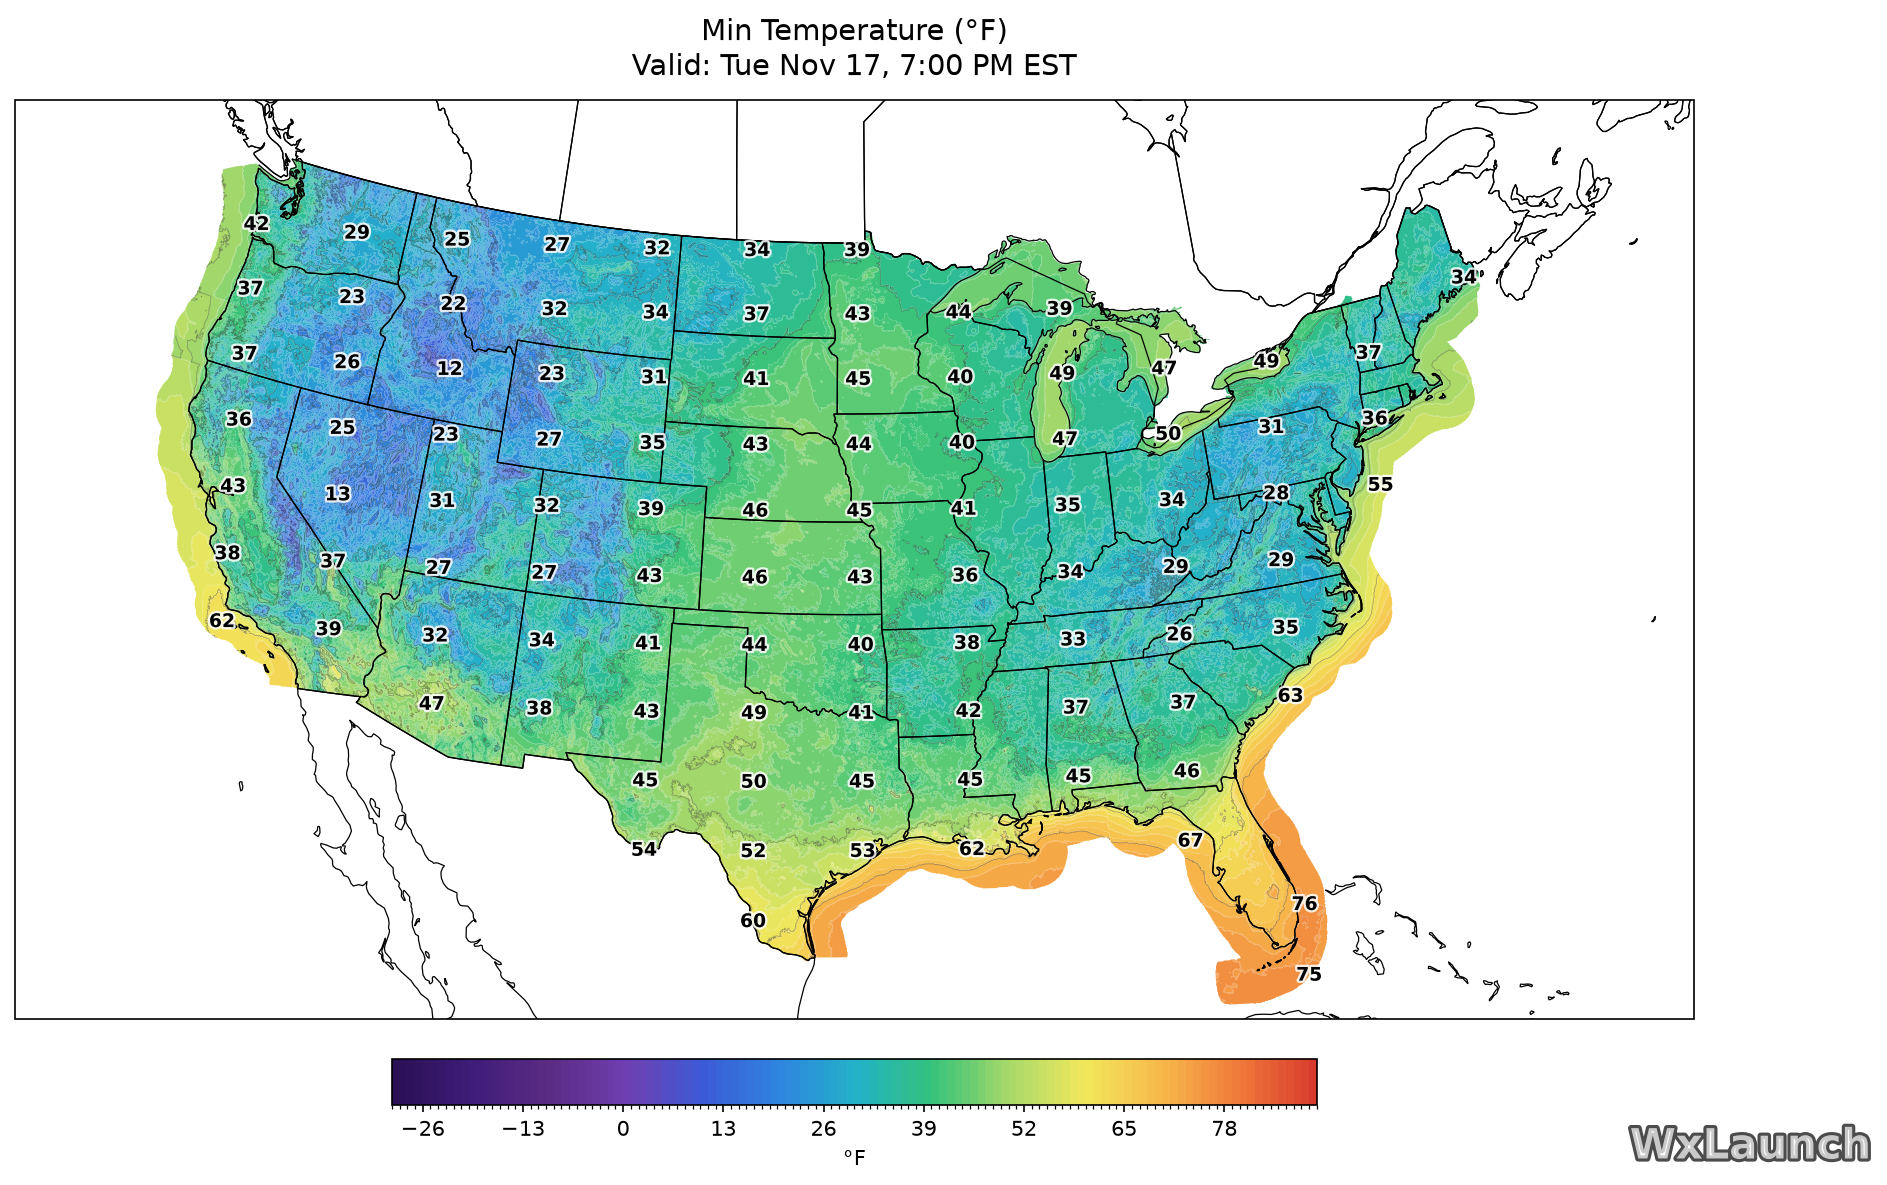 Min Temperature (°F)
Valid: Tue Nov 17, 7:00 PM EST
42 29 25 27 32 34 39 34
37 23 22 32 34 37 43 44 39
37 26 12 23 31 41 45 40 49 47 49 37
36 25 23 27 35 43 44 40 47 50 31 36
43 13 31 32 39 46 45 41 35 34 28 55
38 37 27 27 43 46 43 36 34 29 29
62 39 32 34 41 44 40 38 33 26 35
47 38 43 49 41 42 37 37 63
45 50 45 45 45 46
54 52 53 62 67
60 76
75
−26 −13 0 13 26 39 52 65 78
°F
WxLaunch